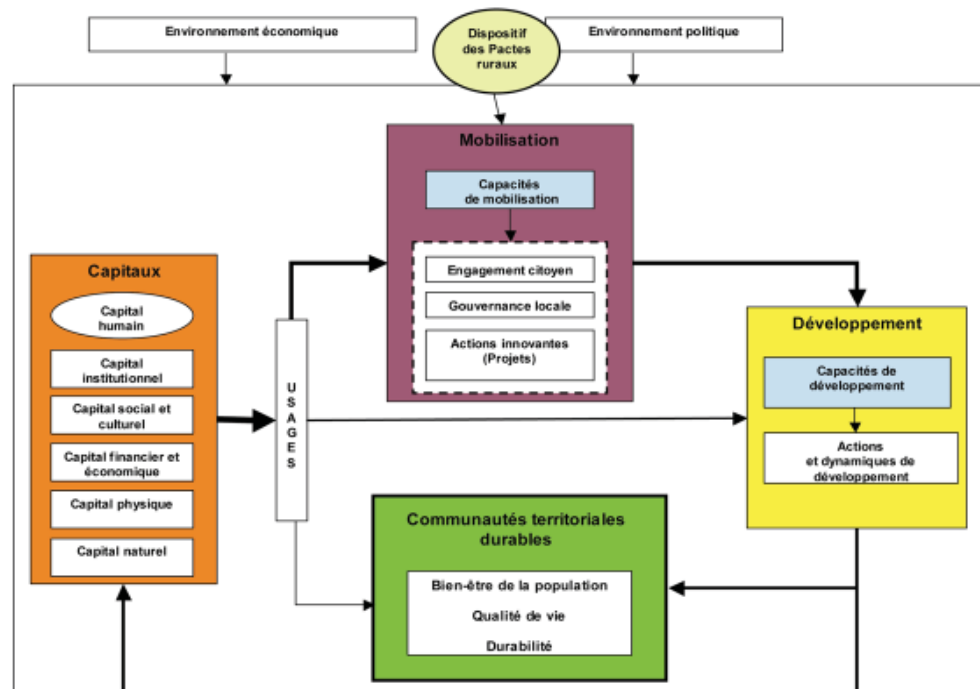 Environnement économique
Dispositif
des Pactes
ruraux
Environnement politique
Mobilisation
Capacités
de mobilisation
Engagement citoyen
Gouvernance locale
Actions innovantes
(Projets)
Capitaux
Capital
humain
Capital
institutionnel
Capital social et
culturel
Capital financier et
économique
Capital physique
Capital naturel
USAGES
Développement
Capacités de
développement
Actions
et dynamiques de
développement
Communautés territoriales
durables
Bien-être de la population
Qualité de vie
Durabilité